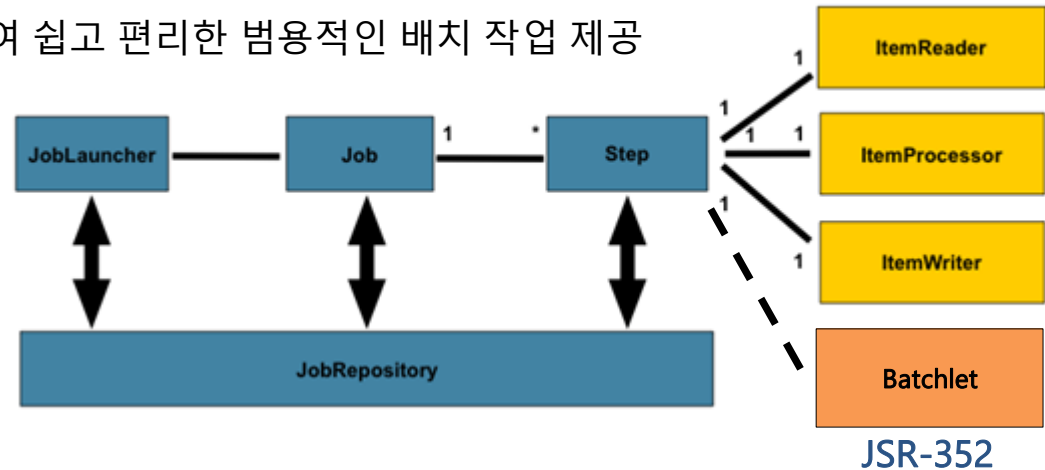 여 쉽고 편리한 범용적인 배치 작업 제공
ItemReader
1
1
JobLauncher
Job
1
*
Step
1
1
ItemProcessor
1
1
ItemWriter
JobRepository
Batchlet
JSR-352